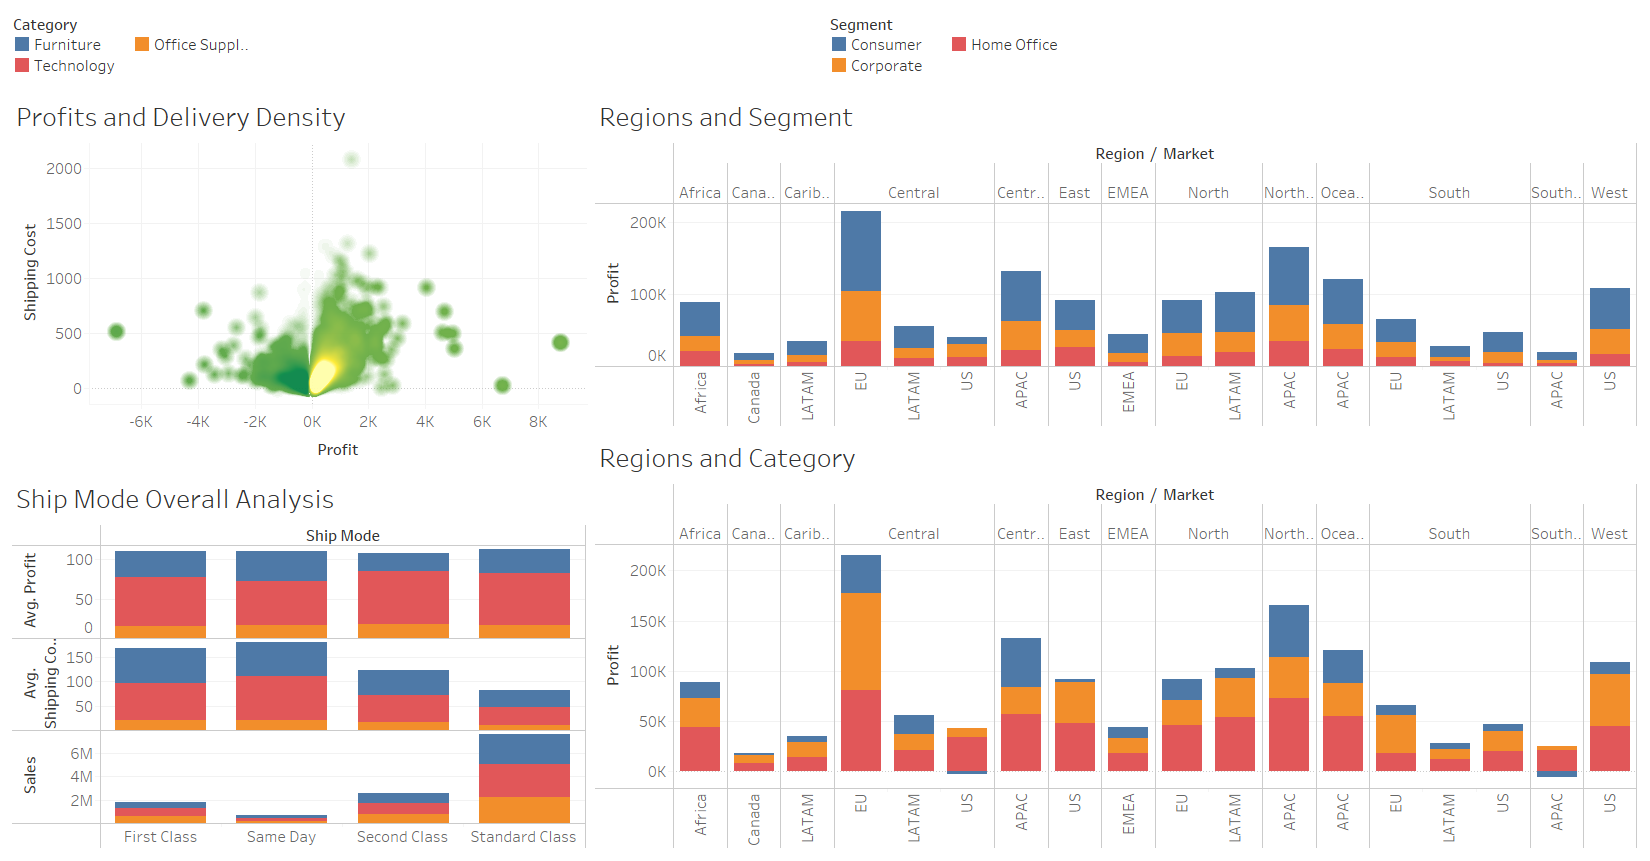 Category
Furniture
Office Suppl..
Technology
Segment
Consumer
Home Office
Corporate
Profits and Delivery Density
Shipping Cost
2000
1500
1000
500
0
-6K -4K -2K 0K 2K 4K 6K 8K
Profit
Regions and Segment
Region / Market
Africa Cana.. Carib.. Central Centr.. East EMEA North North.. Ocea.. South South.. West
Profit
200K
100K
0K
Africa Canada LATAM EU LATAM US APAC US EMEA EU LATAM APAC APAC EU LATAM US APAC US
Ship Mode Overall Analysis
Ship Mode
Avg. Profit
100
50
0
Avg.
Shipping Co..
150
100
50
Sales
6M
4M
2M
First Class Same Day Second Class Standard Class
Regions and Category
Region / Market
Africa Cana.. Carib.. Central Centr.. East EMEA North North.. Ocea.. South South.. West
Profit
200K
150K
100K
50K
0K
Africa Canada LATAM EU LATAM US APAC US EMEA EU LATAM APAC APAC EU LATAM US APAC US